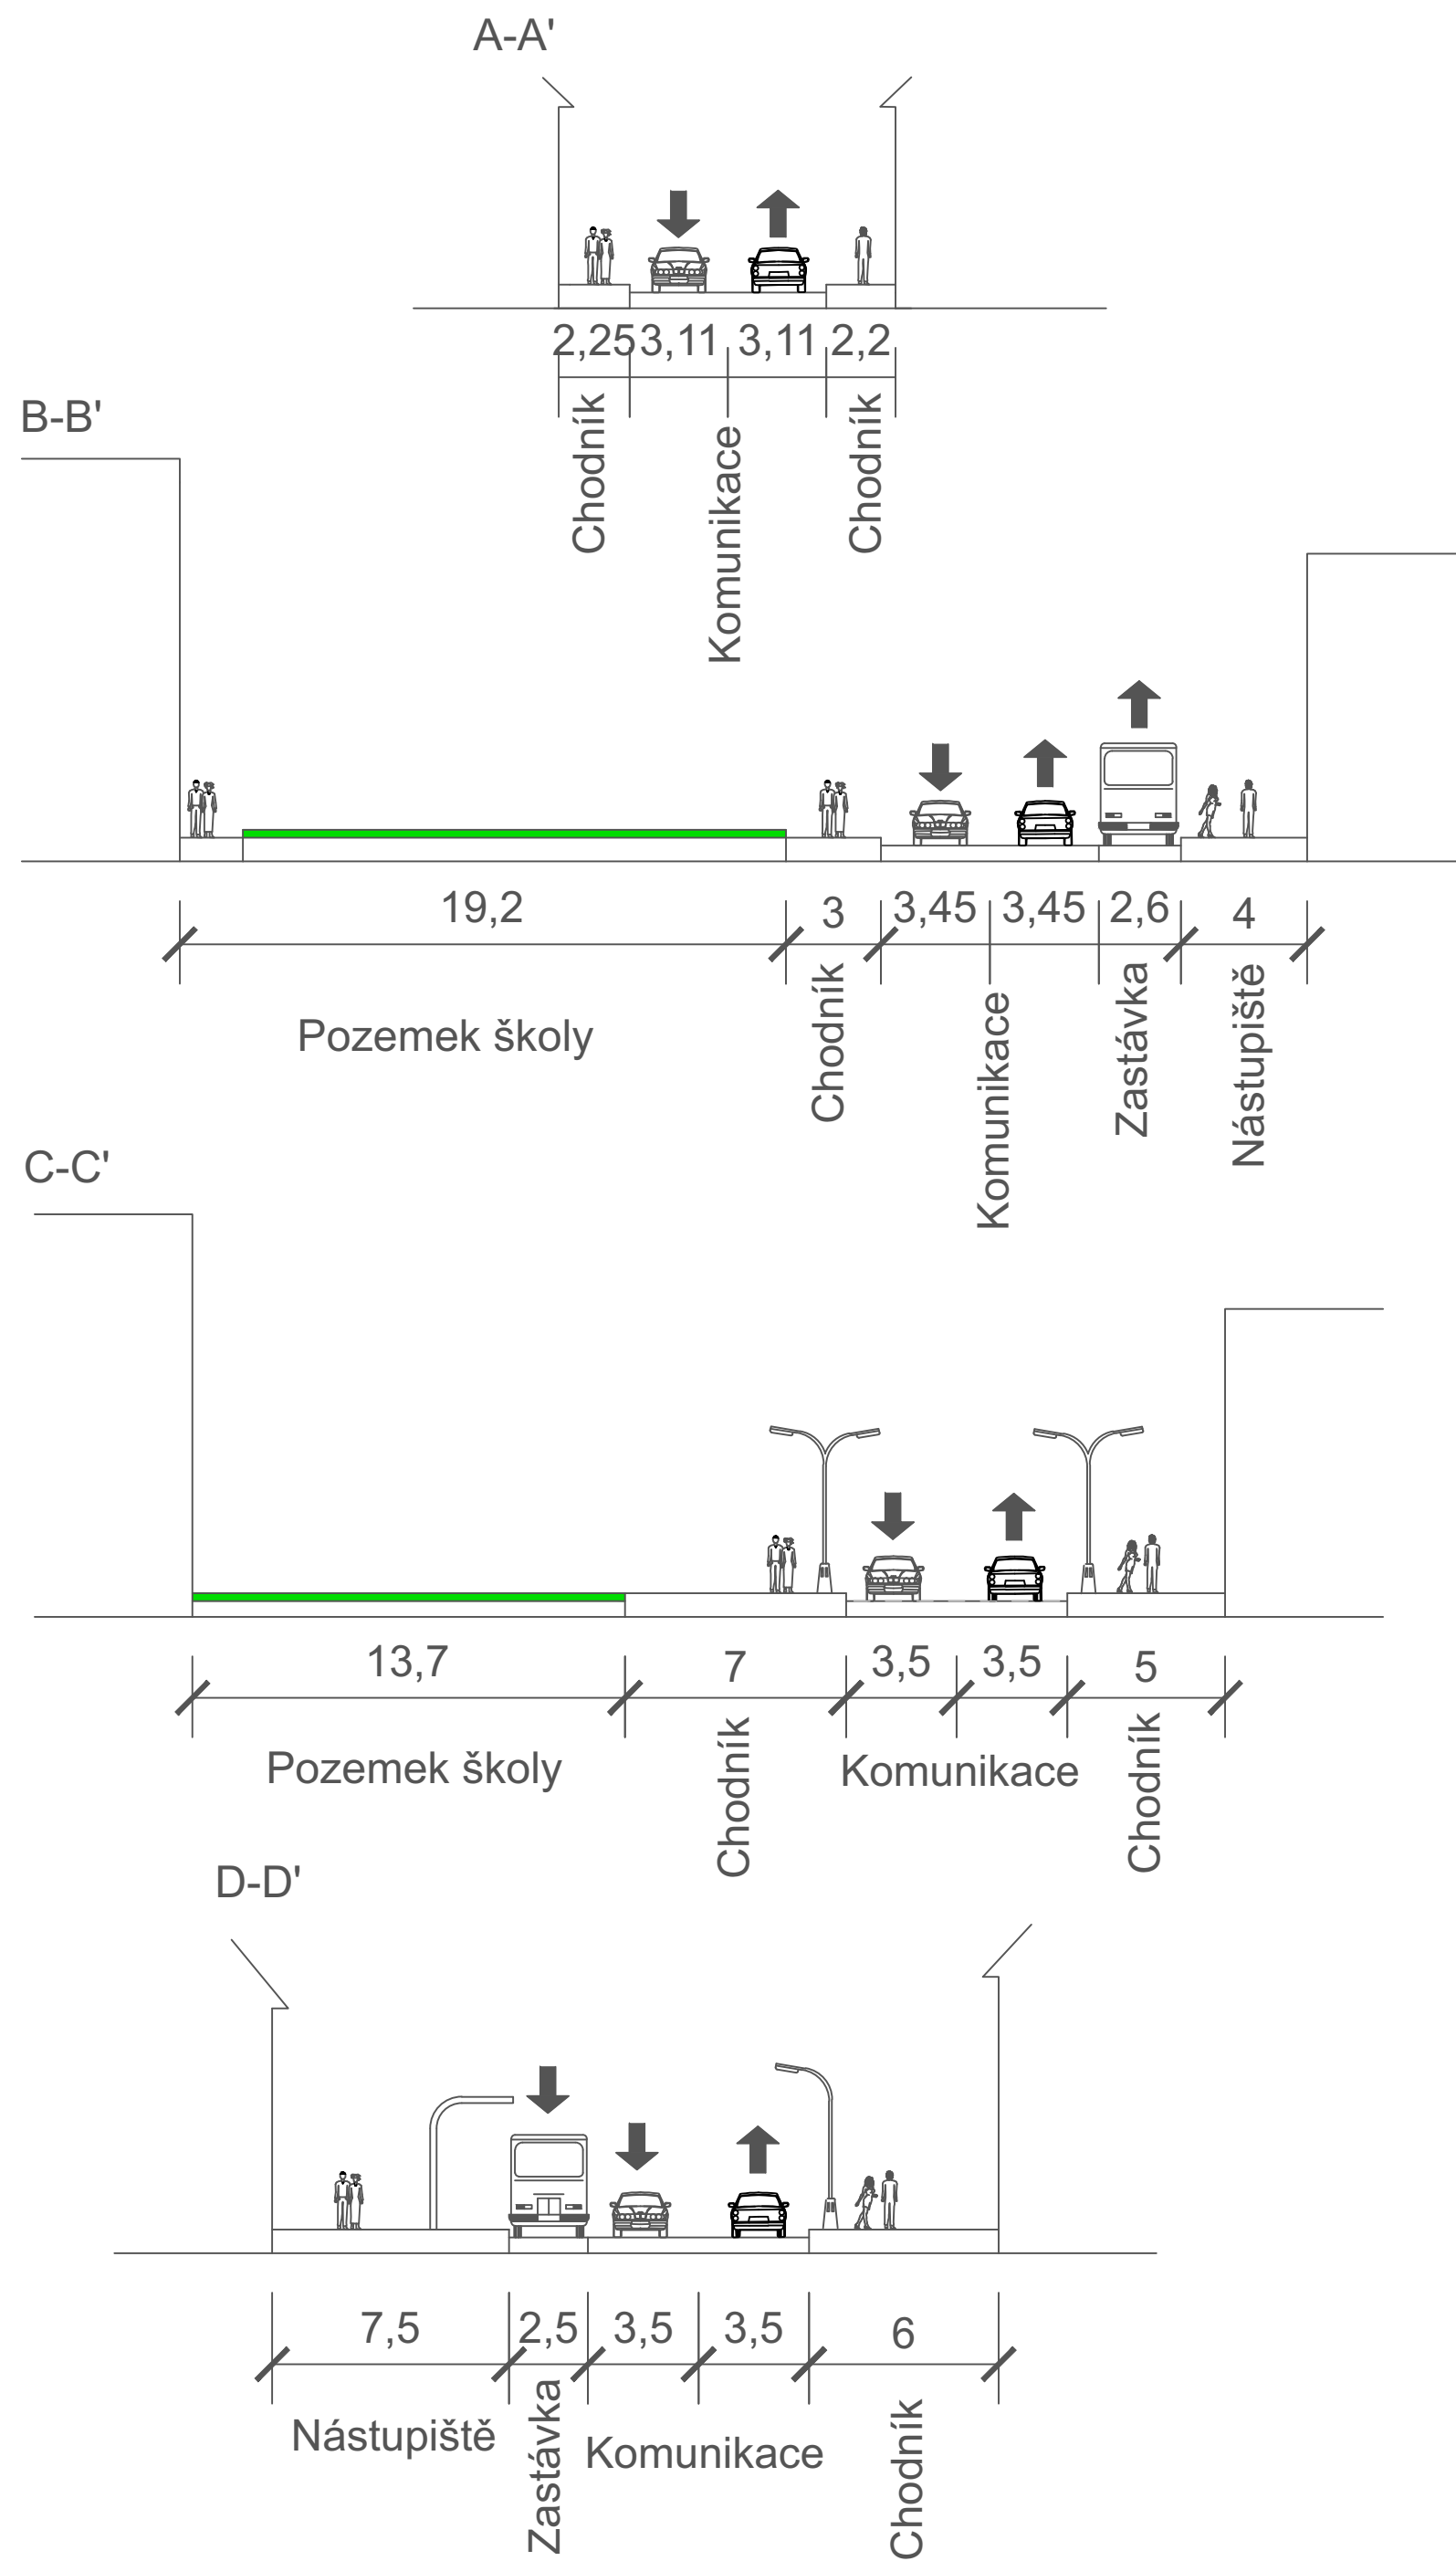 A-A'
2,25 3,11 3,11 2,2
Chodník
Komunikace
Chodník
B-B'
19,2 3 3,45 3,45 2,6 4
Pozemek školy
Chodník
Komunikace
Zastávka
Nástupiště
C-C'
13,7 7 3,5 3,5 5
Pozemek školy
Chodník
Komunikace
Chodník
D-D'
7,5 2,5 3,5 3,5 6
Nástupiště
Zastávka
Komunikace
Chodník